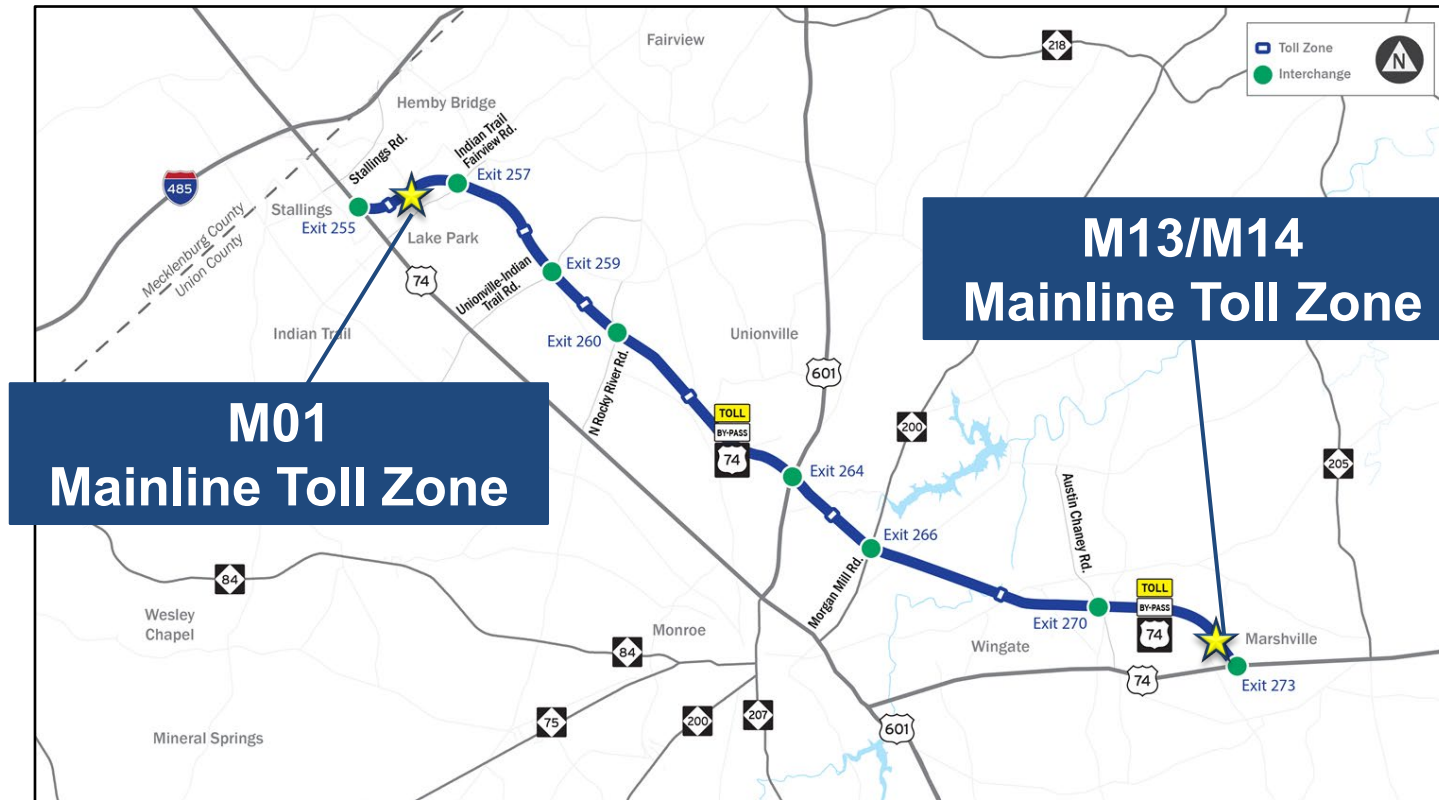 Fairview
218
Toll Zone
Interchange
N
Hemby Bridge
Stallings Rd.
Indian Trail
Fairview Rd.
485
Exit 257
Stallings
Exit 255
Mecklenburg County
Union County
Lake Park
74
Unionville-Indian
Trail Rd.
Exit 259
Indian Trail
Exit 260
N Rocky River Rd.
Unionville
601
M13/M14
Mainline Toll Zone
M01
Mainline Toll Zone
TOLL
BY-PASS
74
200
205
Exit 264
Exit 266
Morgan Mill Rd.
Austin Chaney Rd.
Exit 270
TOLL
BY-PASS
74
84
Wesley
Chapel
Monroe
84
Wingate
Marshville
74
Exit 273
75
200
207
601
Mineral Springs